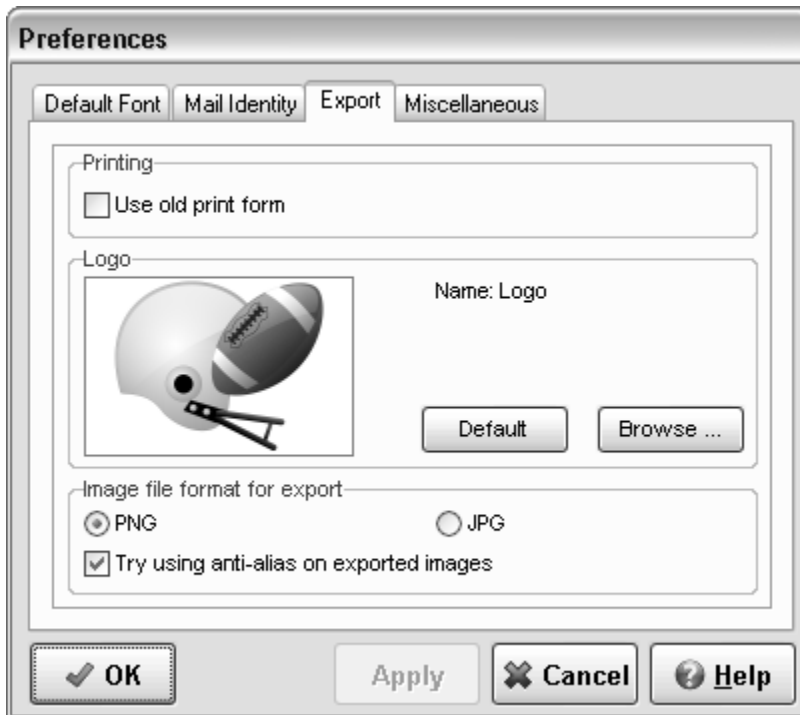 Preferences
Default Font Mail Identity Export Miscellaneous
Printing
Use old print form
Logo
Name: Logo
Default Browse ...
Image file format for export
PNG JPG
Try using anti-alias on exported images
OK Apply Cancel Help